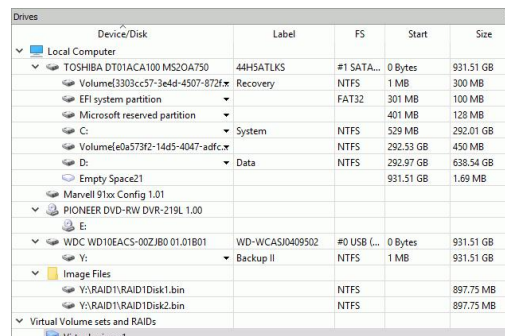 Drives
Device/Disk Label FS Start Size
Local Computer
TOSHIBA DT01ACA100 MS2OA750 44H5ATLKS #1 SATA... 0 Bytes 931.51 GB
Volume{3303cc57-3e4d-4507-872f... Recovery NTFS 1 MB 300 MB
EFI system partition FAT32 301 MB 100 MB
Microsoft reserved partition 401 MB 128 MB
C: System NTFS 529 MB 292.01 GB
Volume{e0a573f2-14d5-4047-adfc... NTFS 292.53 GB 450 MB
D: Data NTFS 292.97 GB 638.54 GB
Empty Space21 931.51 GB 1.69 MB
Marvell 91xx Config 1.01
PIONEER DVD-RW DVR-219L 1.00
E:
WDC WD10EACS-00ZJB0 01.01B01 WD-WCASJ0409502 #0 USB (... 0 Bytes 931.51 GB
Y: Backup II NTFS 1 MB 931.51 GB
Image Files
Y:\RAID1\RAID1Disk1.bin NTFS 897.75 MB
Y:\RAID1\RAID1Disk2.bin NTFS 897.75 MB
Virtual Volume sets and RAIDs